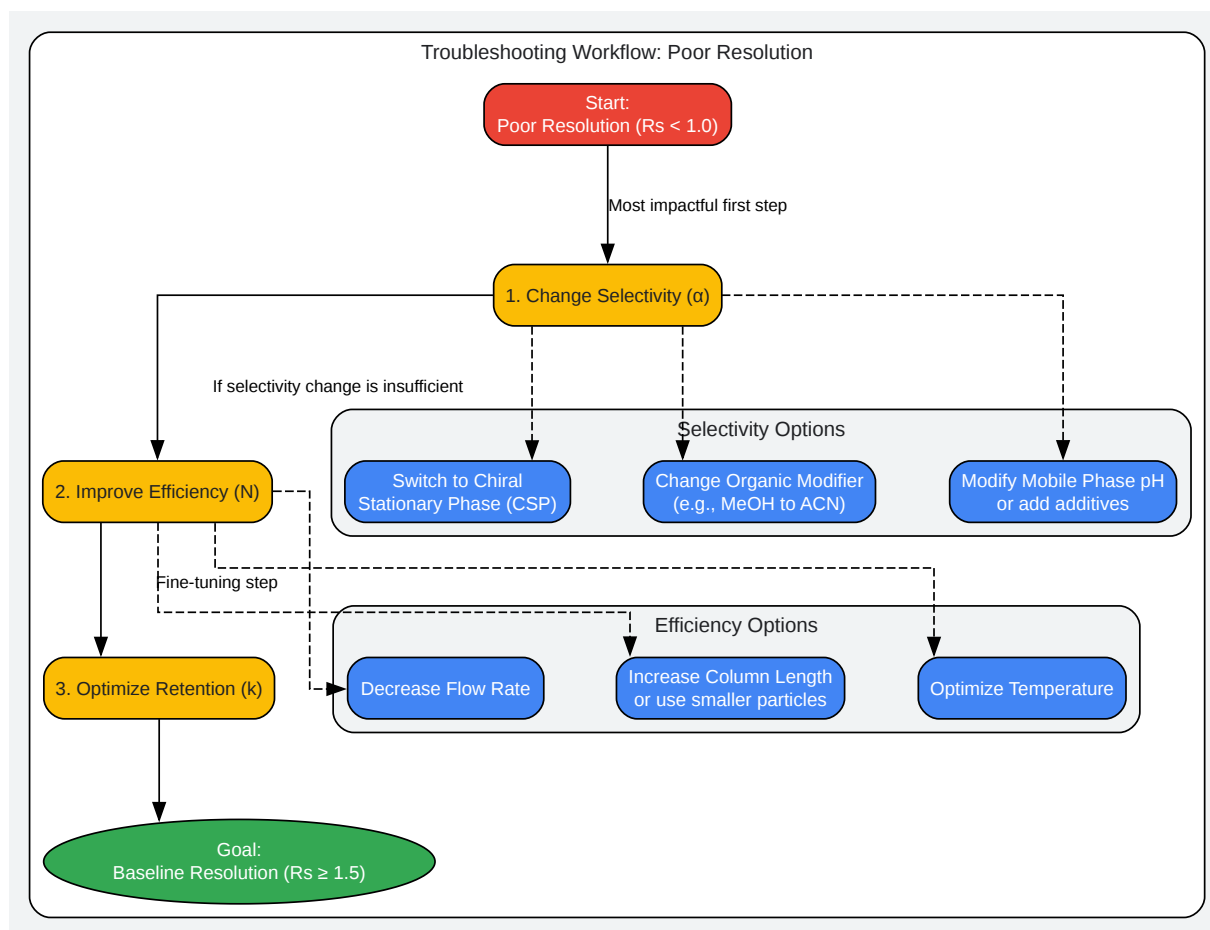 Troubleshooting Workflow: Poor Resolution
Start:
Poor Resolution (Rs < 1.0)
Most impactful first step
1. Change Selectivity (α)
If selectivity change is insufficient
Selectivity Options
Switch to Chiral
Stationary Phase (CSP)
Change Organic Modifier
(e.g., MeOH to ACN)
Modify Mobile Phase pH
or add additives
2. Improve Efficiency (N)
Fine-tuning step
Efficiency Options
Decrease Flow Rate
Increase Column Length
or use smaller particles
Optimize Temperature
3. Optimize Retention (k)
Goal:
Baseline Resolution (Rs ≥ 1.5)